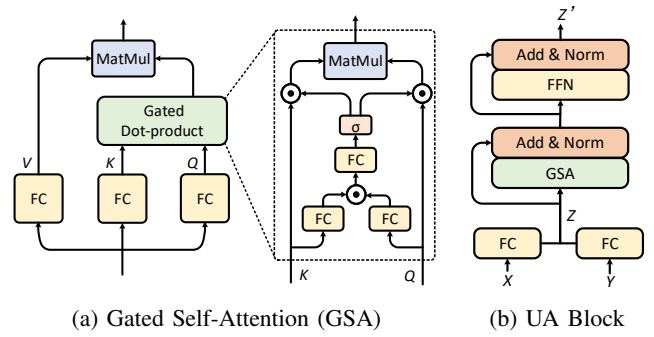 MatMul
Gated
Dot-product
V
K
Q
FC
FC
FC
MatMul
σ
FC
FC
FC
K
Q
(a) Gated Self-Attention (GSA)
Z'
Add & Norm
FFN
Add & Norm
GSA
Z
FC
FC
X
Y
(b) UA Block